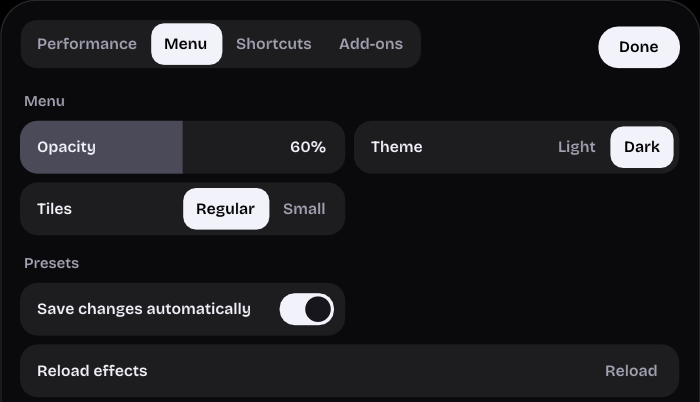 Performance Menu Shortcuts Add-ons Done
Menu
Opacity 60% Theme Light Dark
Tiles Regular Small
Presets
Save changes automatically
Reload effects Reload